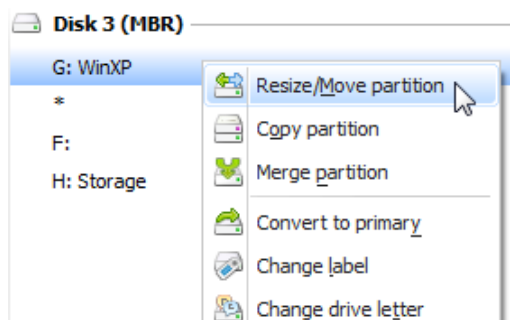 Disk 3 (MBR)
G: WinXP
*
F:
H: Storage
Resize/Move partition
Copy partition
Merge partition
Convert to primary
Change label
Change drive letter